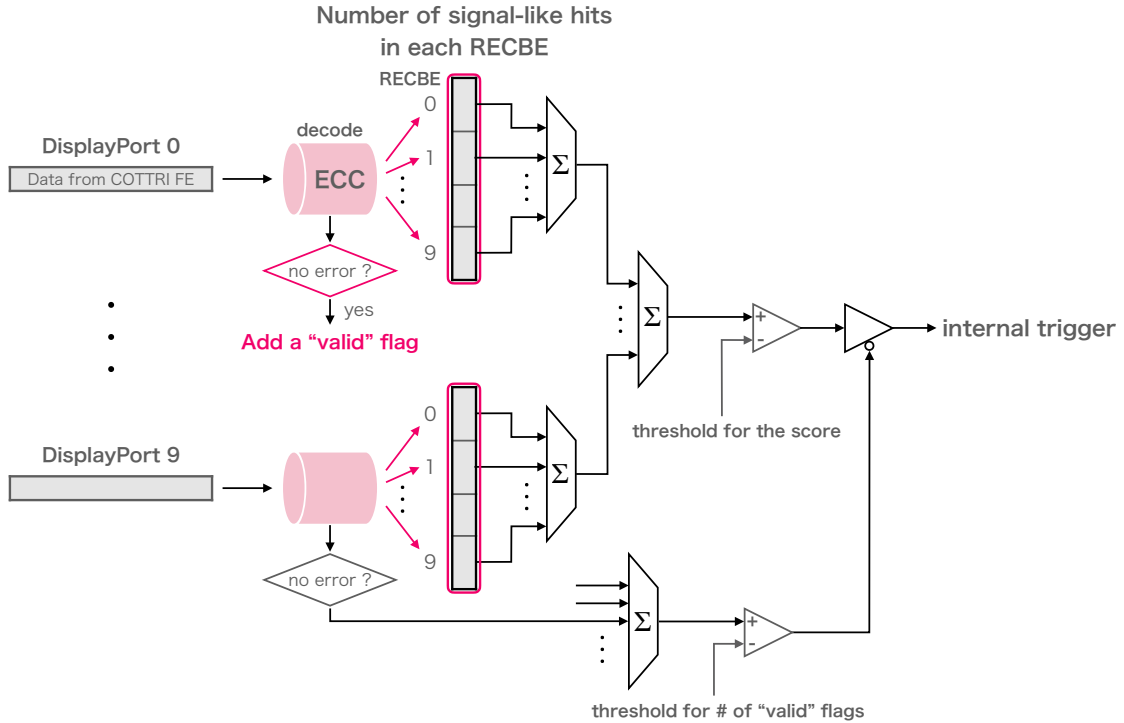 Number of signal-like hits
in each RECBE
RECBE
0
DisplayPort 0
decode
Data from COTTRI FE
ECC
1
Σ
9
no error ?
yes
Add a “valid” flag
Σ
+
-
internal trigger
threshold for the score
0
DisplayPort 9
1
Σ
9
no error ?
Σ
+
-
threshold for # of “valid” flags